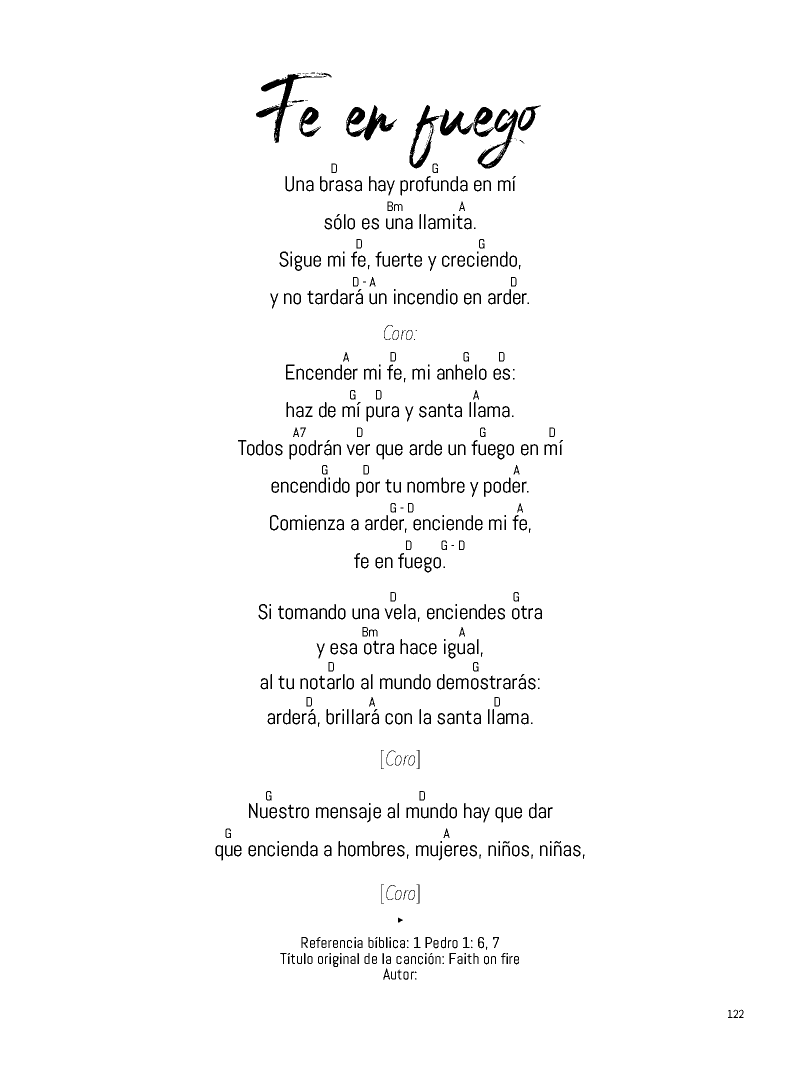 Fe en fuego
D G
Una brasa hay profunda en mí
Bm A
sólo es una llamita.
D G
Sigue mi fe, fuerte y creciendo,
D - A D
y no tardará un incendio en arder.
Coro:
A D G D
Encender mi fe, mi anhelo es:
G D A
haz de mí pura y santa llama.
A7 D G D
Todos podrán ver que arde un fuego en mí
G D A
encendido por tu nombre y poder.
G - D A
Comienza a arder, enciende mi fe,
D G - D
fe en fuego.
D G
Si tomando una vela, enciendes otra
Bm A
y esa otra hace igual,
D G
al tu notarlo al mundo demostrarás:
D A D
arderá, brillará con la santa llama.
[Coro]
G D
Nuestro mensaje al mundo hay que dar
G A
que encienda a hombres, mujeres, niños, niñas,
[Coro]
Referencia bíblica: 1 Pedro 1: 6, 7
Título original de la canción: Faith on fire
Autor:
122